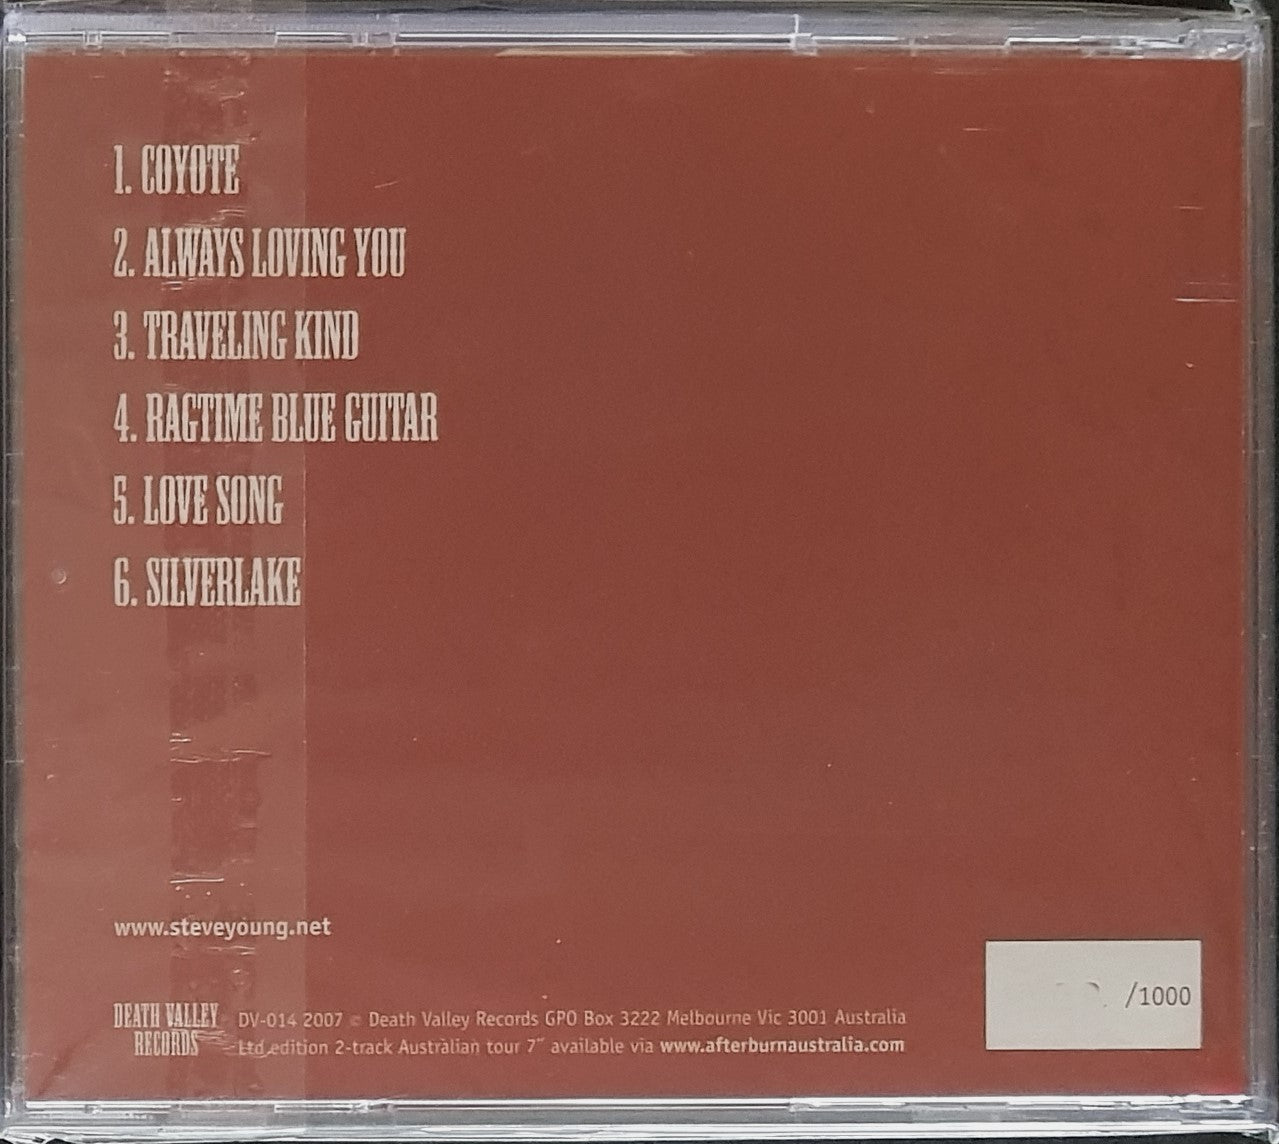 1. COYOTE
2. ALWAYS LOVING YOU
3. TRAVELING KIND
4. RAGTIME BLUE GUITAR
5. LOVE SONG
6. SILVERLAKE
www.steveyoung.net
/1000
DEATH VALLEY
RECORDS
DV-014 2007 © Death Valley Records GPO Box 3222 Melbourne Vic 3001 Australia
Ltd edition 2-track Australian tour 7" available via www.afterburnaustralia.com